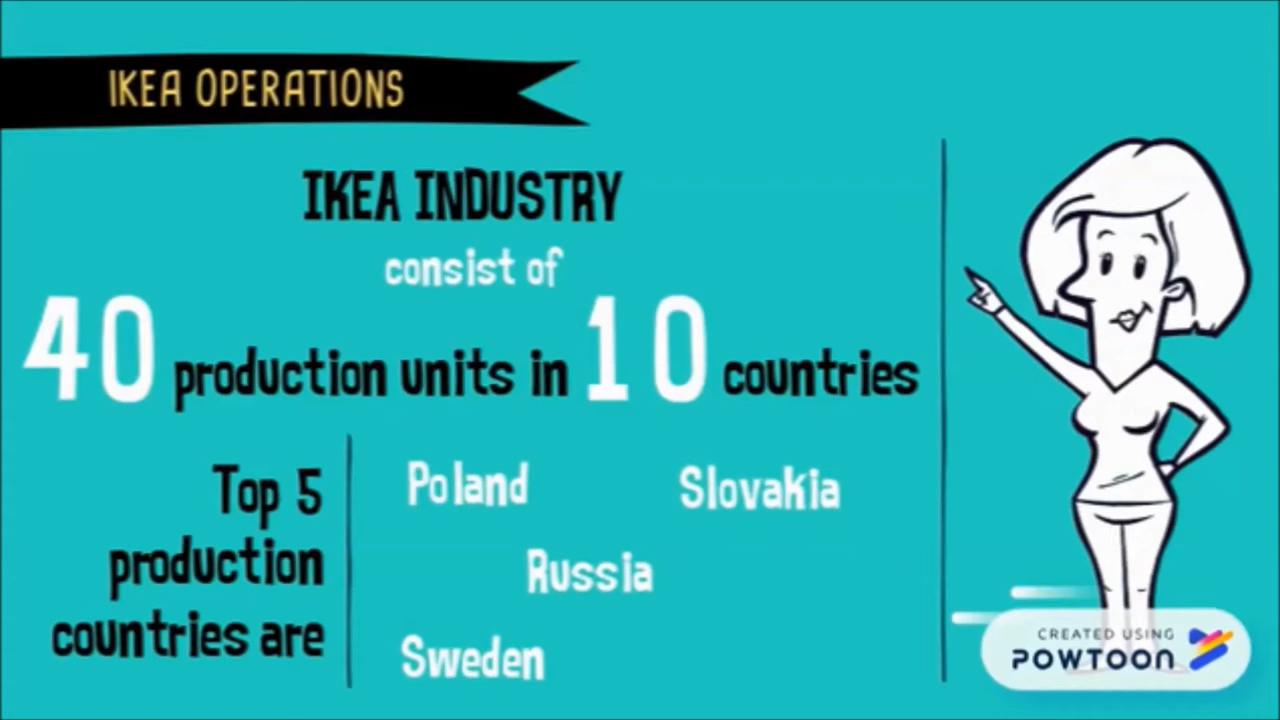 IKEA OPERATIONS
IKEA INDUSTRY
consist of
40 production units in 10 countries
Top 5
production
countries are
Poland
Slovakia
Russia
Sweden
CREATED USING
POWTOON